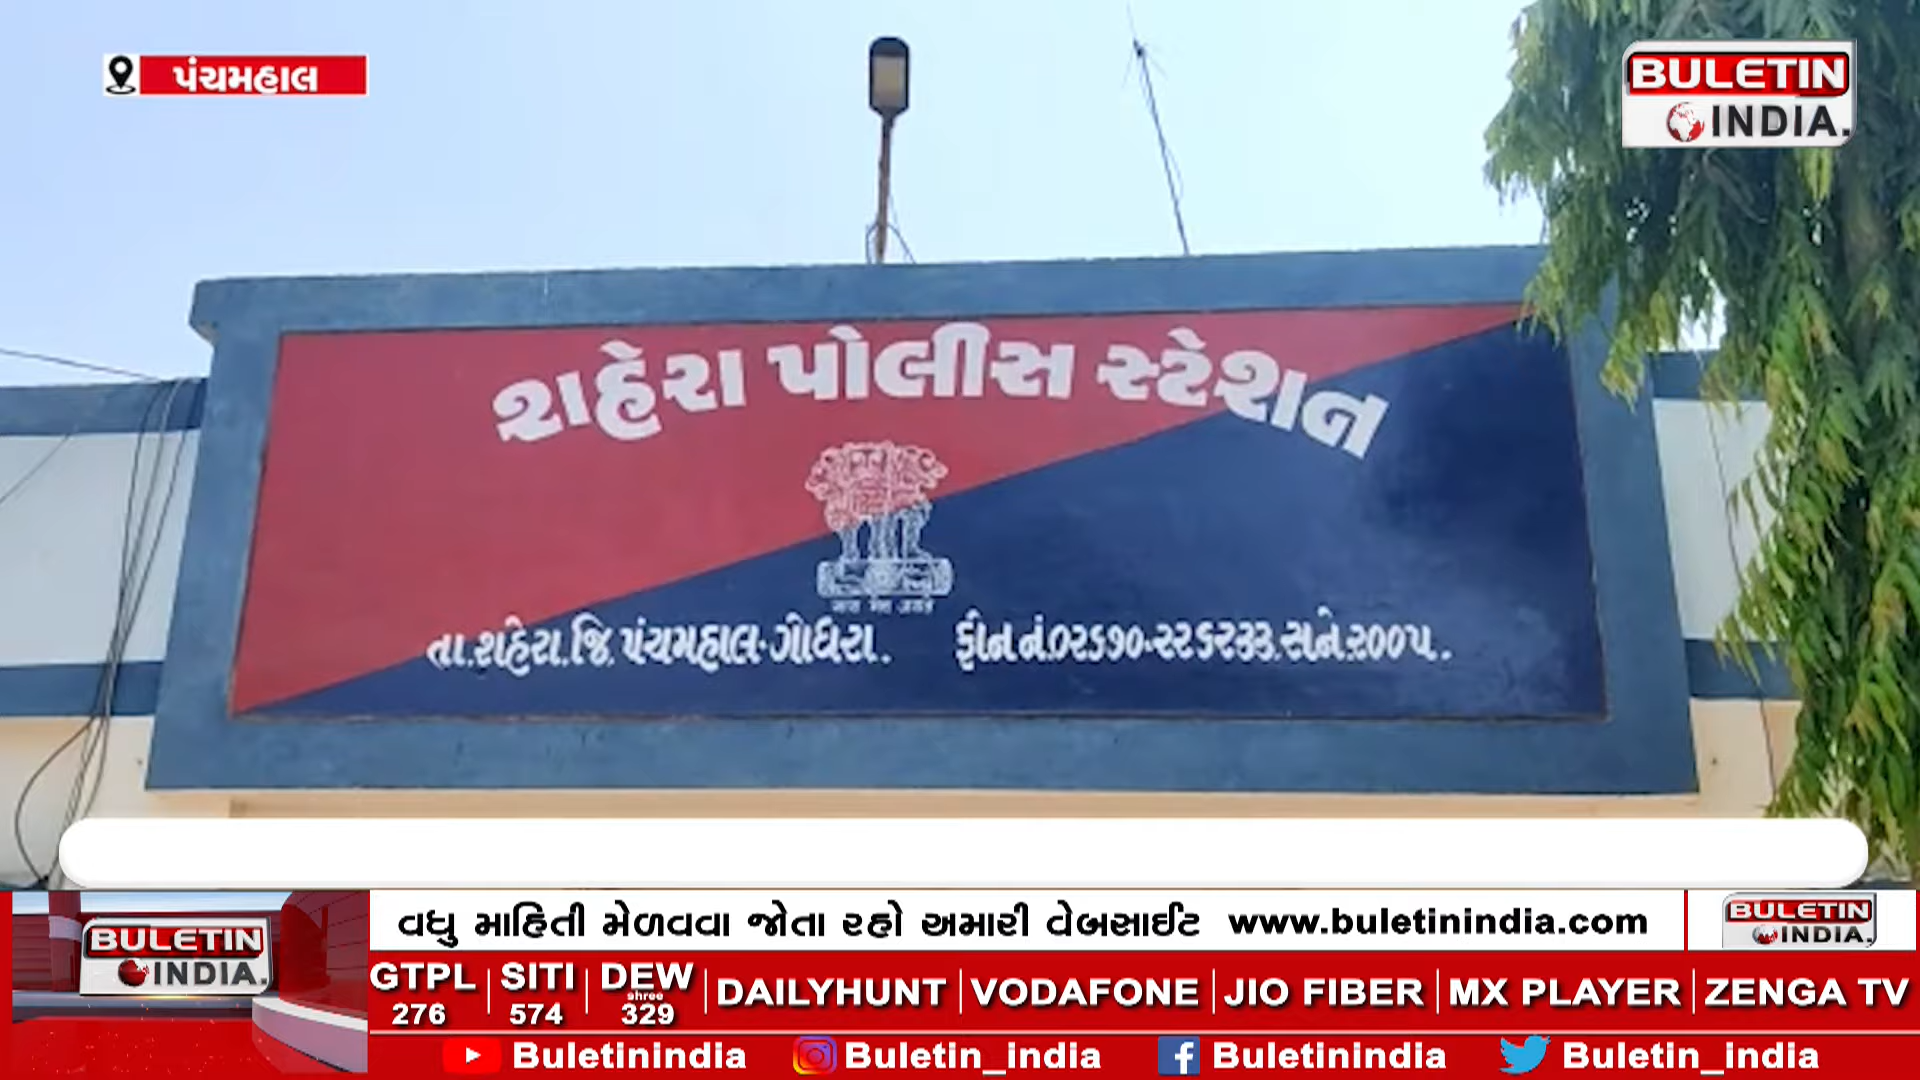 પંચમહાલ
BULETIN
INDIA.
શહેરા પોલીસ સ્ટેશન
તા.શહેરા.જિ.પંચમહાલ-ગોધરા. ફોન નં.૦૨૬૭૦-૨૨૬૨૩૩.સને.૨૦૦૫.
વધુ માહિતી મેળવવા જોતા રહો અમારી વેબસાઈટ www.buletinindia.com
BULETIN
INDIA.
BULETIN
INDIA.
GTPL 276 | SITI 574 | DEW shree 329 | DAILYHUNT | VODAFONE | JIO FIBER | MX PLAYER | ZENGA TV
Buletinindia Buletin_india Buletinindia Buletin_india